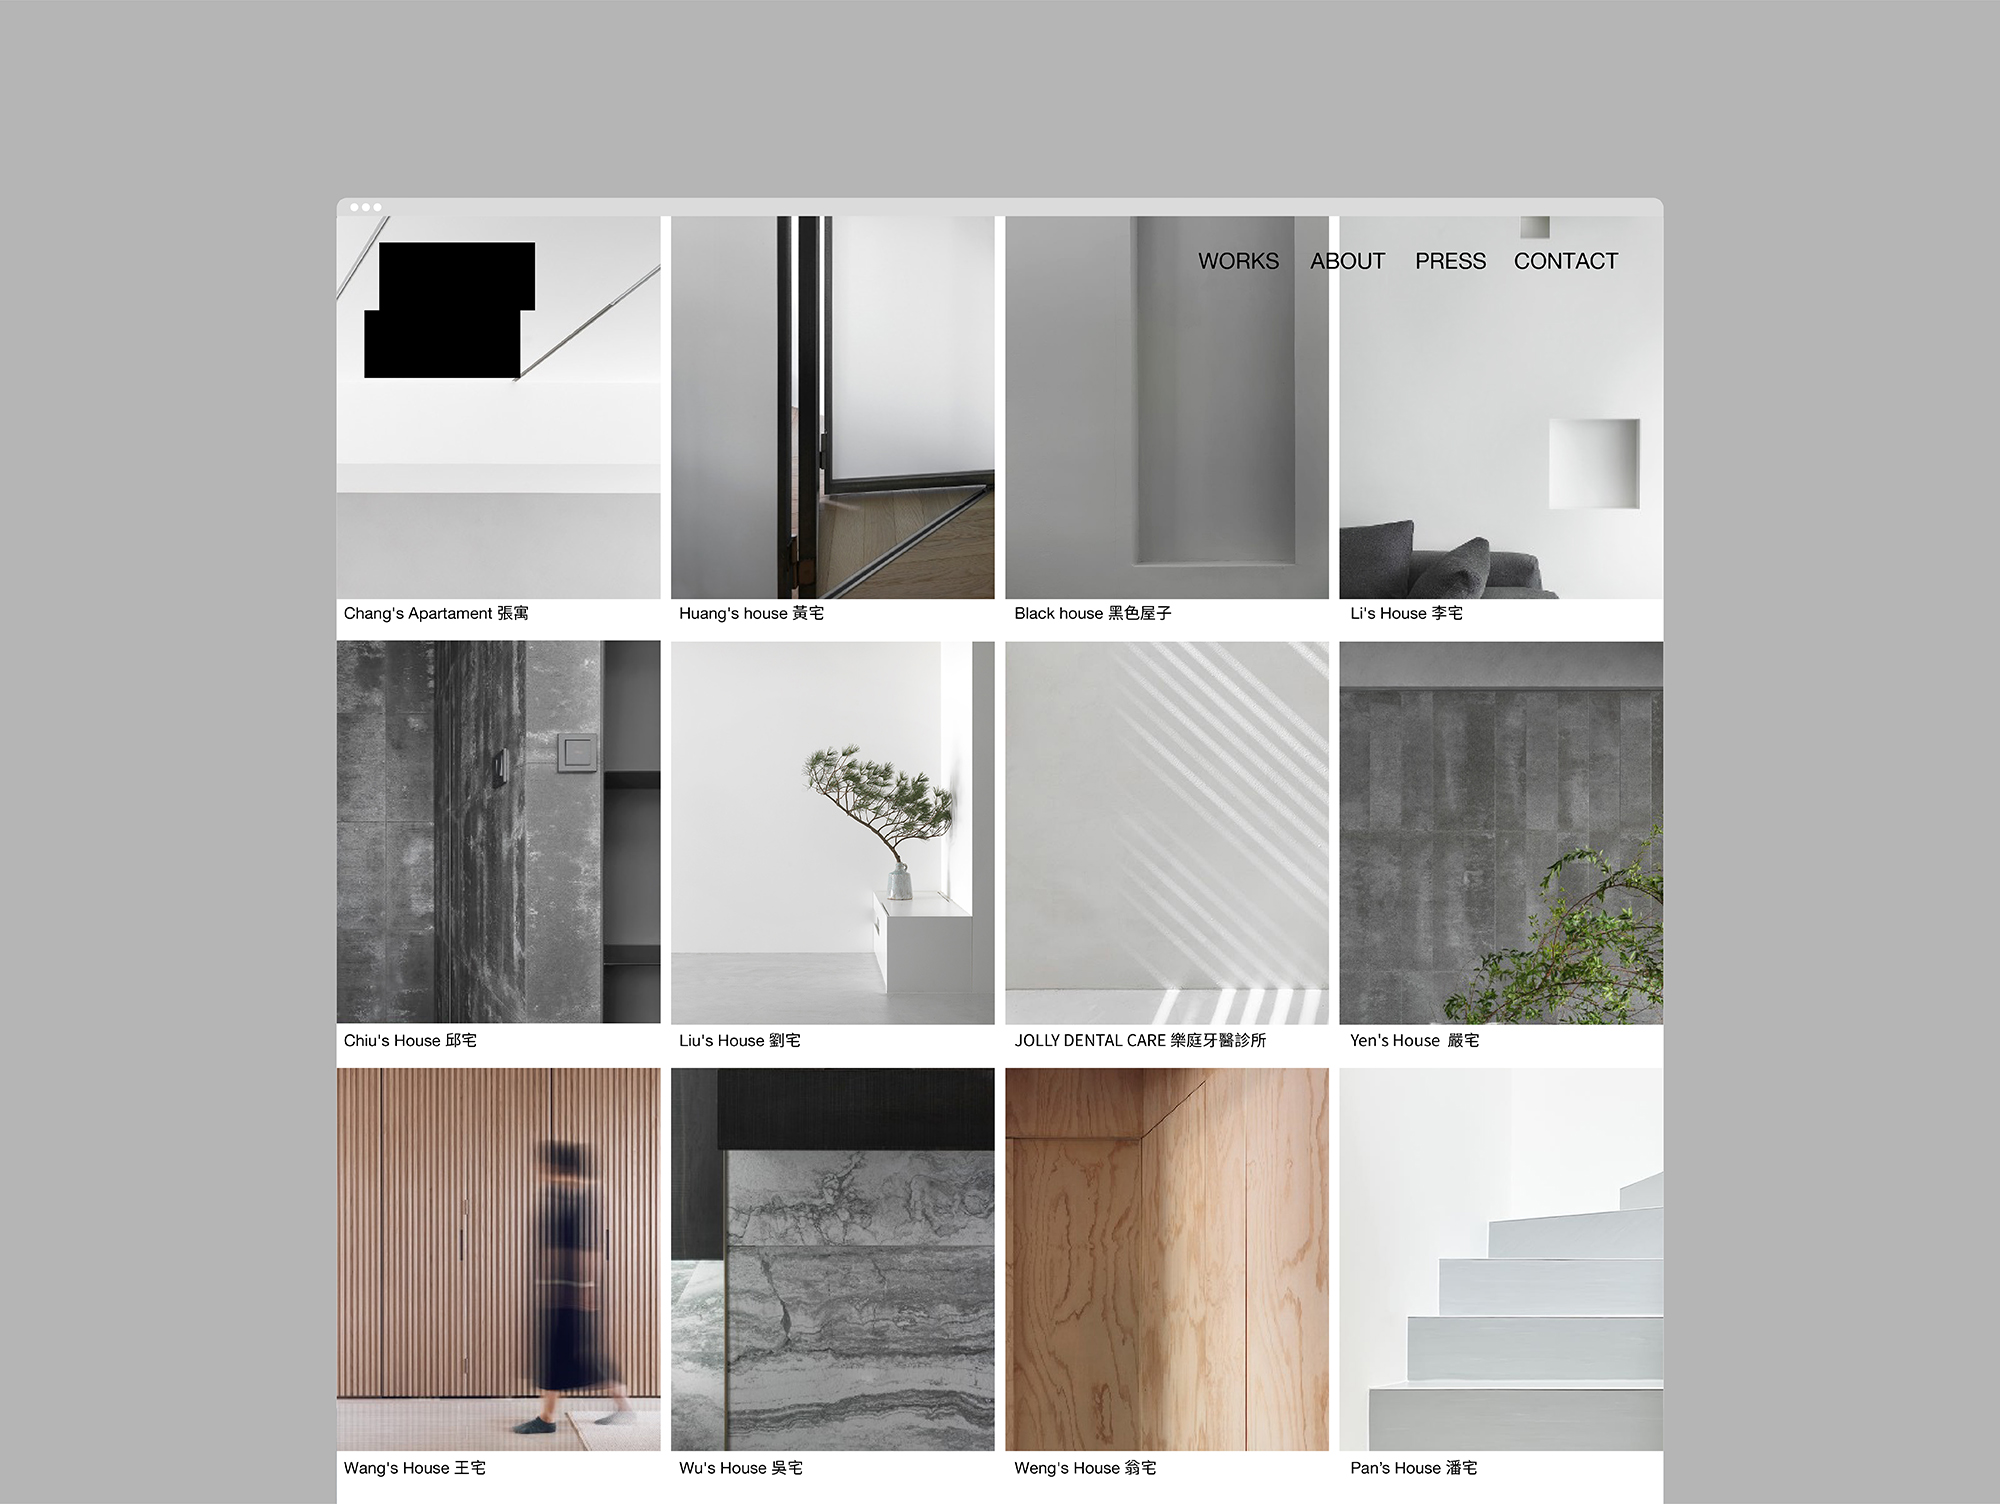 WORKS ABOUT PRESS CONTACT
Chang's Apartament 張寓
Huang's house 黃宅
Black house 黑色屋子
Li's House 李宅
Chiu's House 邱宅
Liu's House 劉宅
JOLLY DENTAL CARE 樂庭牙醫診所
Yen's House 嚴宅
Wang's House 王宅
Wu's House 吳宅
Weng's House 翁宅
Pan’s House 潘宅